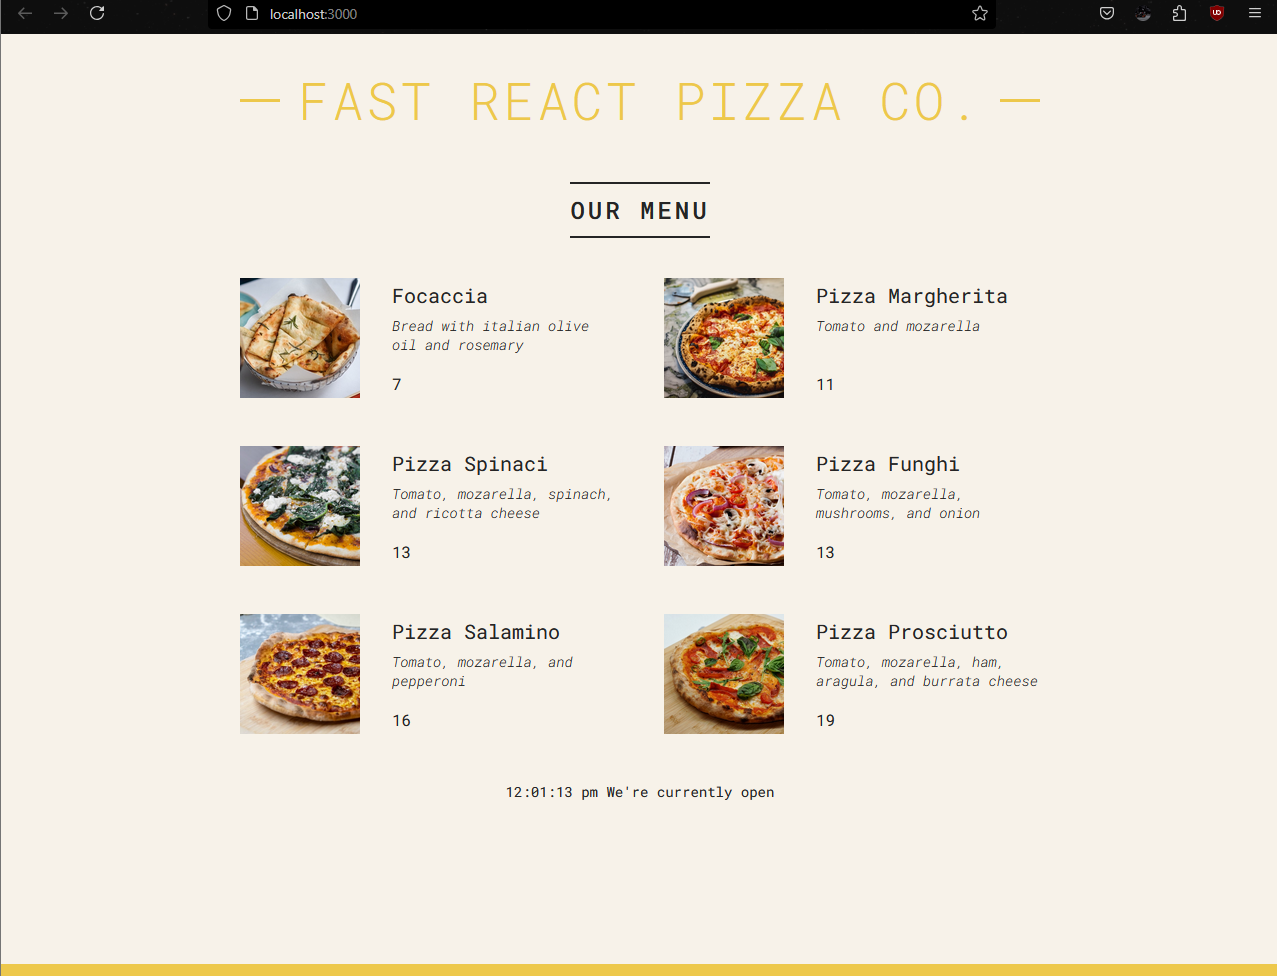 localhost:3000
FAST REACT PIZZA CO.
OUR MENU
Focaccia
Bread with italian olive
oil and rosemary
7
Pizza Margherita
Tomato and mozarella
11
Pizza Spinaci
Tomato, mozarella, spinach,
and ricotta cheese
13
Pizza Funghi
Tomato, mozarella,
mushrooms, and onion
13
Pizza Salamino
Tomato, mozarella, and
pepperoni
16
Pizza Prosciutto
Tomato, mozarella, ham,
aragula, and burrata cheese
19
12:01:13 pm We're currently open